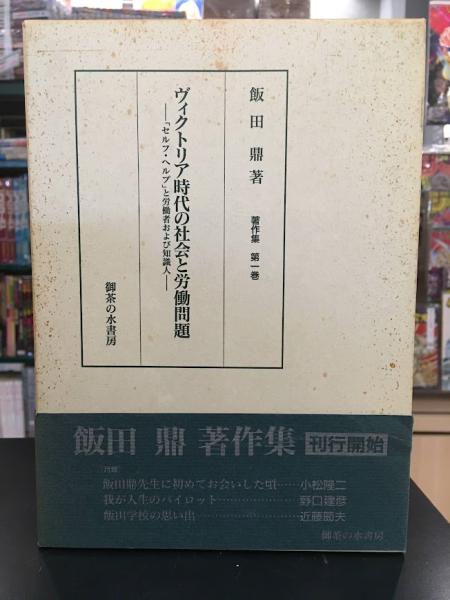 飯田 鼎 著
著作集 第一巻
ヴィクトリア時代の社会と労働問題
――「セルフ・ヘルプ」と労働者および知識人――
御茶の水書房
飯田 鼎 著作集 刊行開始
[月報]
飯田鼎先生に初めてお会いした頃……小松隆二
我が人生のパイロット……………野口建彦
飯田学校の思い出…………………近藤節夫
御茶の水書房